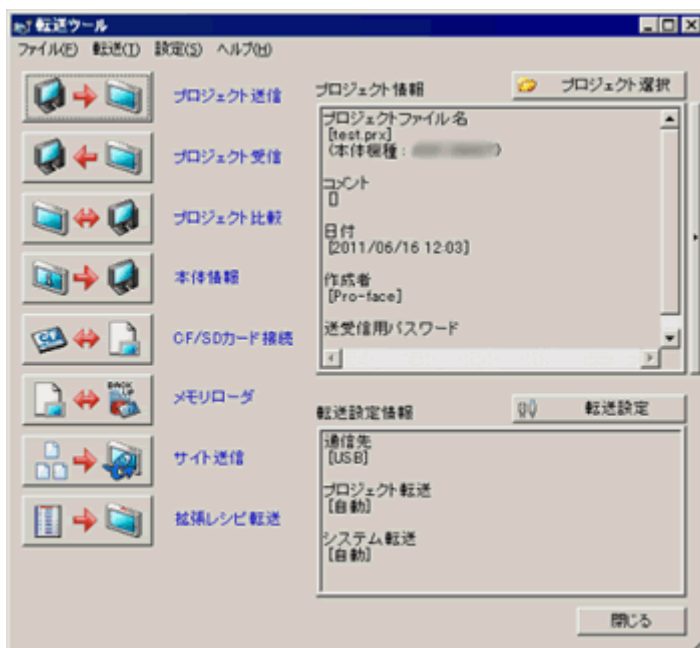 転送ツール
ファイル(F) 転送(T) 設定(S) ヘルプ(H)
プロジェクト送信
プロジェクト受信
プロジェクト比較
本体情報
CF/SDカード接続
メモリローダ
BACK UP
サイト送信
拡張レシピ転送
プロジェクト情報
プロジェクト選択
プロジェクトファイル名
[test.prx]
(本体機種 : )
コメント
[]
日付
[2011/06/16 12:03]
作成者
[Pro-face]
送受信用パスワード
転送設定情報
転送設定
通信先
[USB]
プロジェクト転送
[自動]
システム転送
[自動]
閉じる